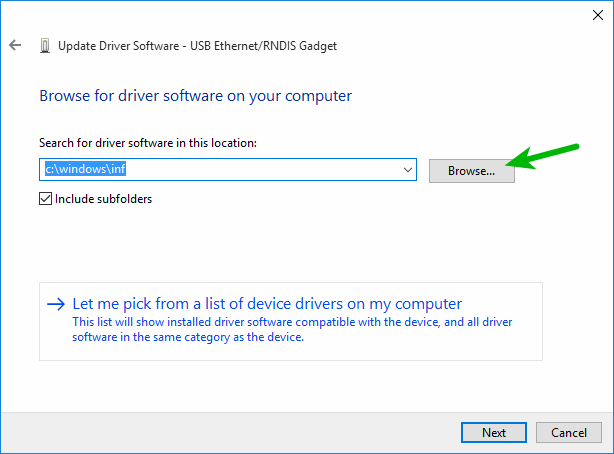 Update Driver Software - USB Ethernet/RNDIS Gadget
Browse for driver software on your computer
Search for driver software in this location:
c:\windows\inf
Browse...
Include subfolders
Let me pick from a list of device drivers on my computer
This list will show installed driver software compatible with the device, and all driver
software in the same category as the device.
Next
Cancel